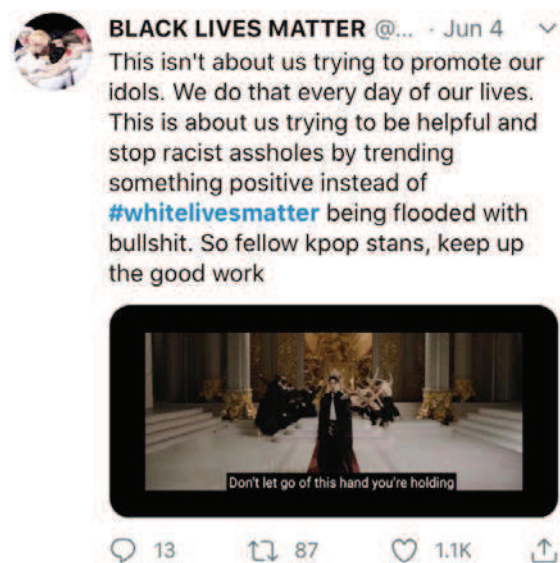 BLACK LIVES MATTER @... · Jun 4
This isn't about us trying to promote our
idols. We do that every day of our lives.
This is about us trying to be helpful and
stop racist assholes by trending
something positive instead of
#whitelivesmatter being flooded with
bullshit. So fellow kpop stans, keep up
the good work
Don't let go of this hand you're holding
13 87 1.1K